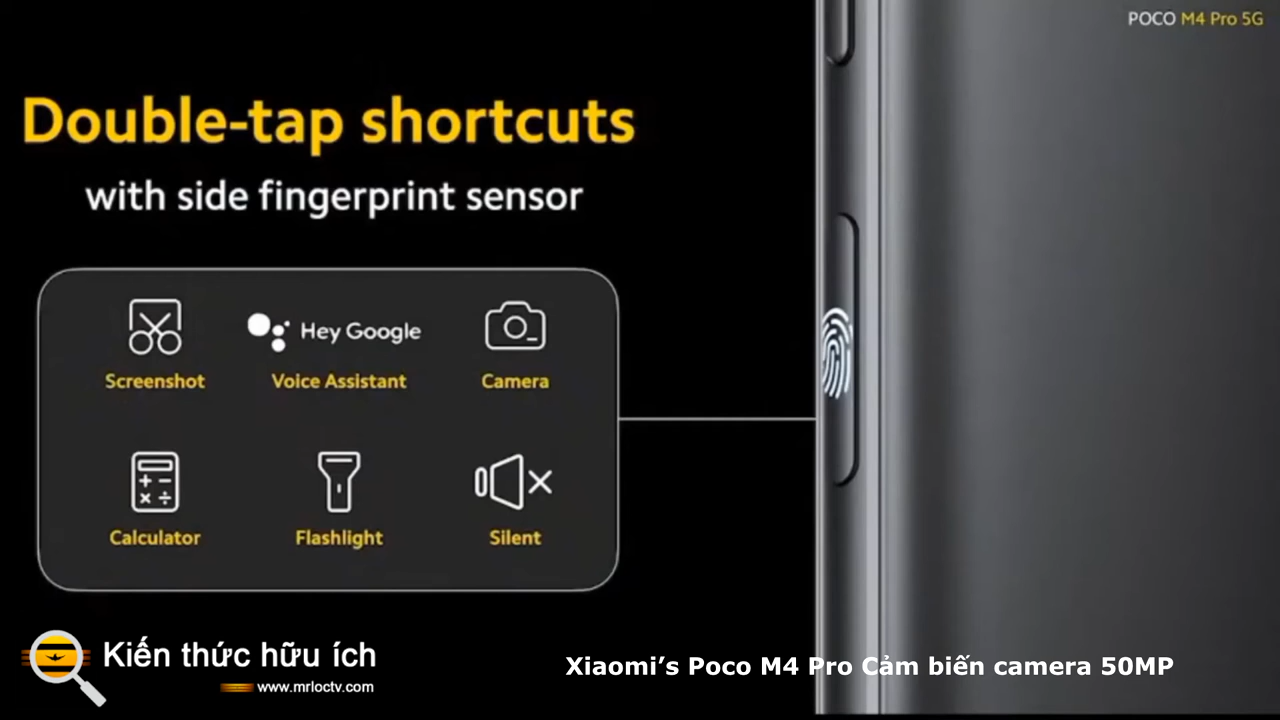 POCO M4 Pro 5G
Double-tap shortcuts
with side fingerprint sensor
Hey Google
Screenshot
Voice Assistant
Camera
Calculator
Flashlight
Silent
Kiến thức hữu ích
www.mrloctv.com
Xiaomi’s Poco M4 Pro Cảm biến camera 50MP